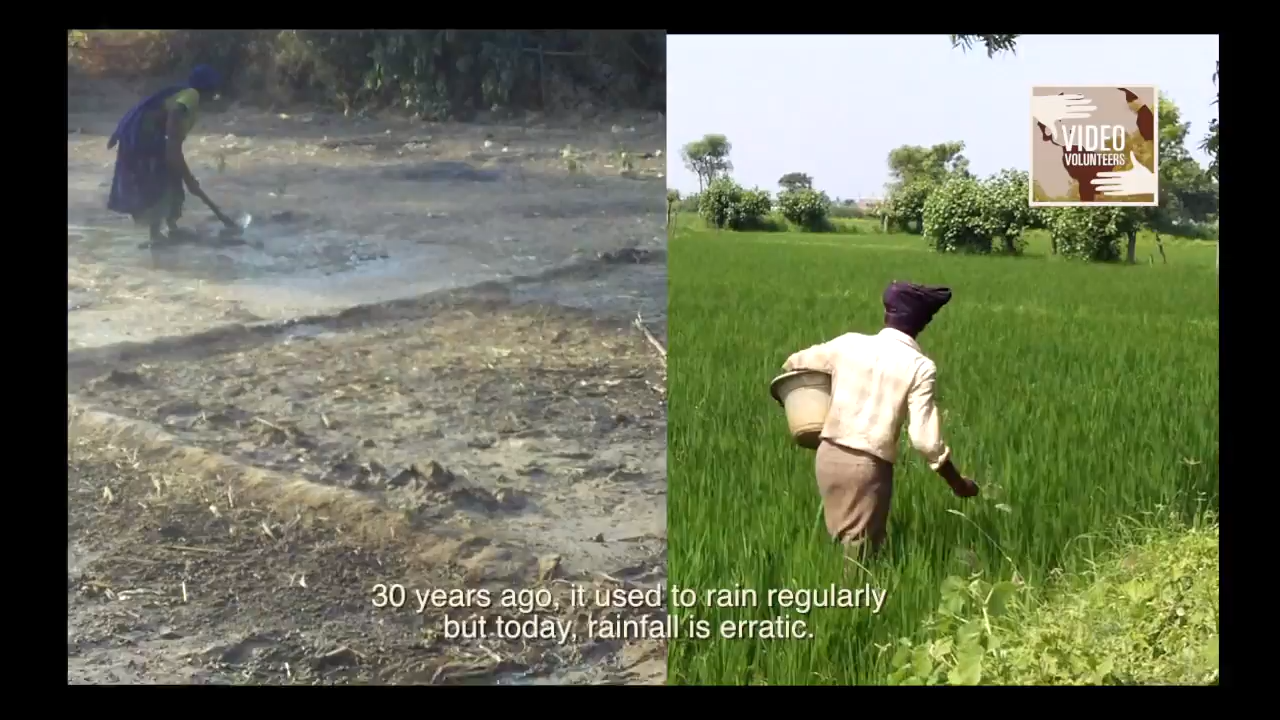 VIDEO
VOLUNTEERS
30 years ago, it used to rain regularly
but today, rainfall is erratic.